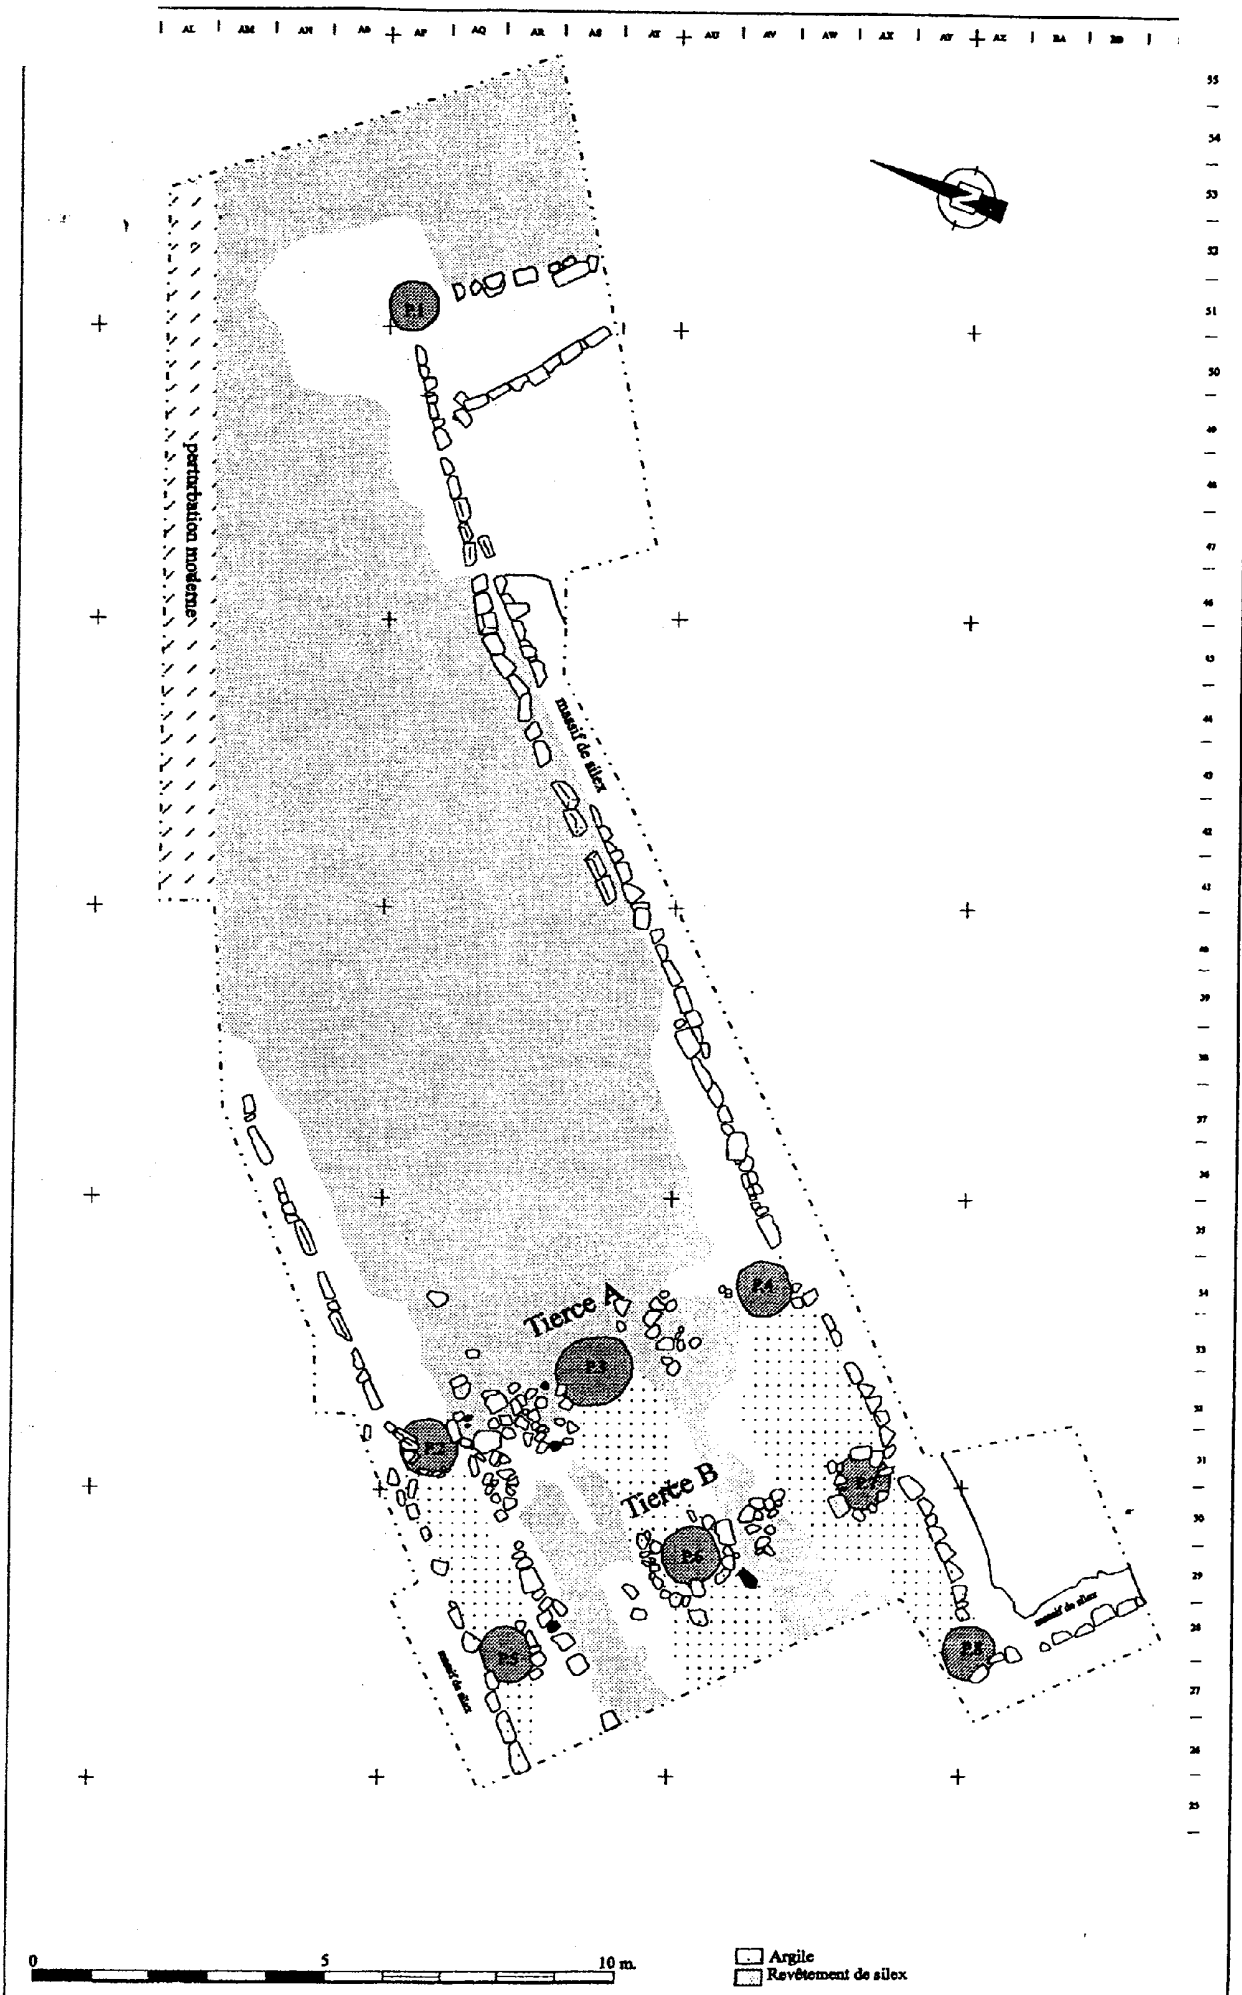 AL AM AN AO AP AQ AR AS AT AU AV AW AX AY AZ BA BB
55
54
53
52
51
50
49
48
47
46
45
44
43
42
41
40
39
38
37
36
35
34
33
32
31
30
29
28
27
26
25
N
P.1
perturbation moderne
massif de silex
Tierce A
P.4
P.3
P.2
Tierce B
P.7
P.6
massif de silex
P.5
P.8
massif de silex
0 5 10 m.
Argile
Revêtement de silex